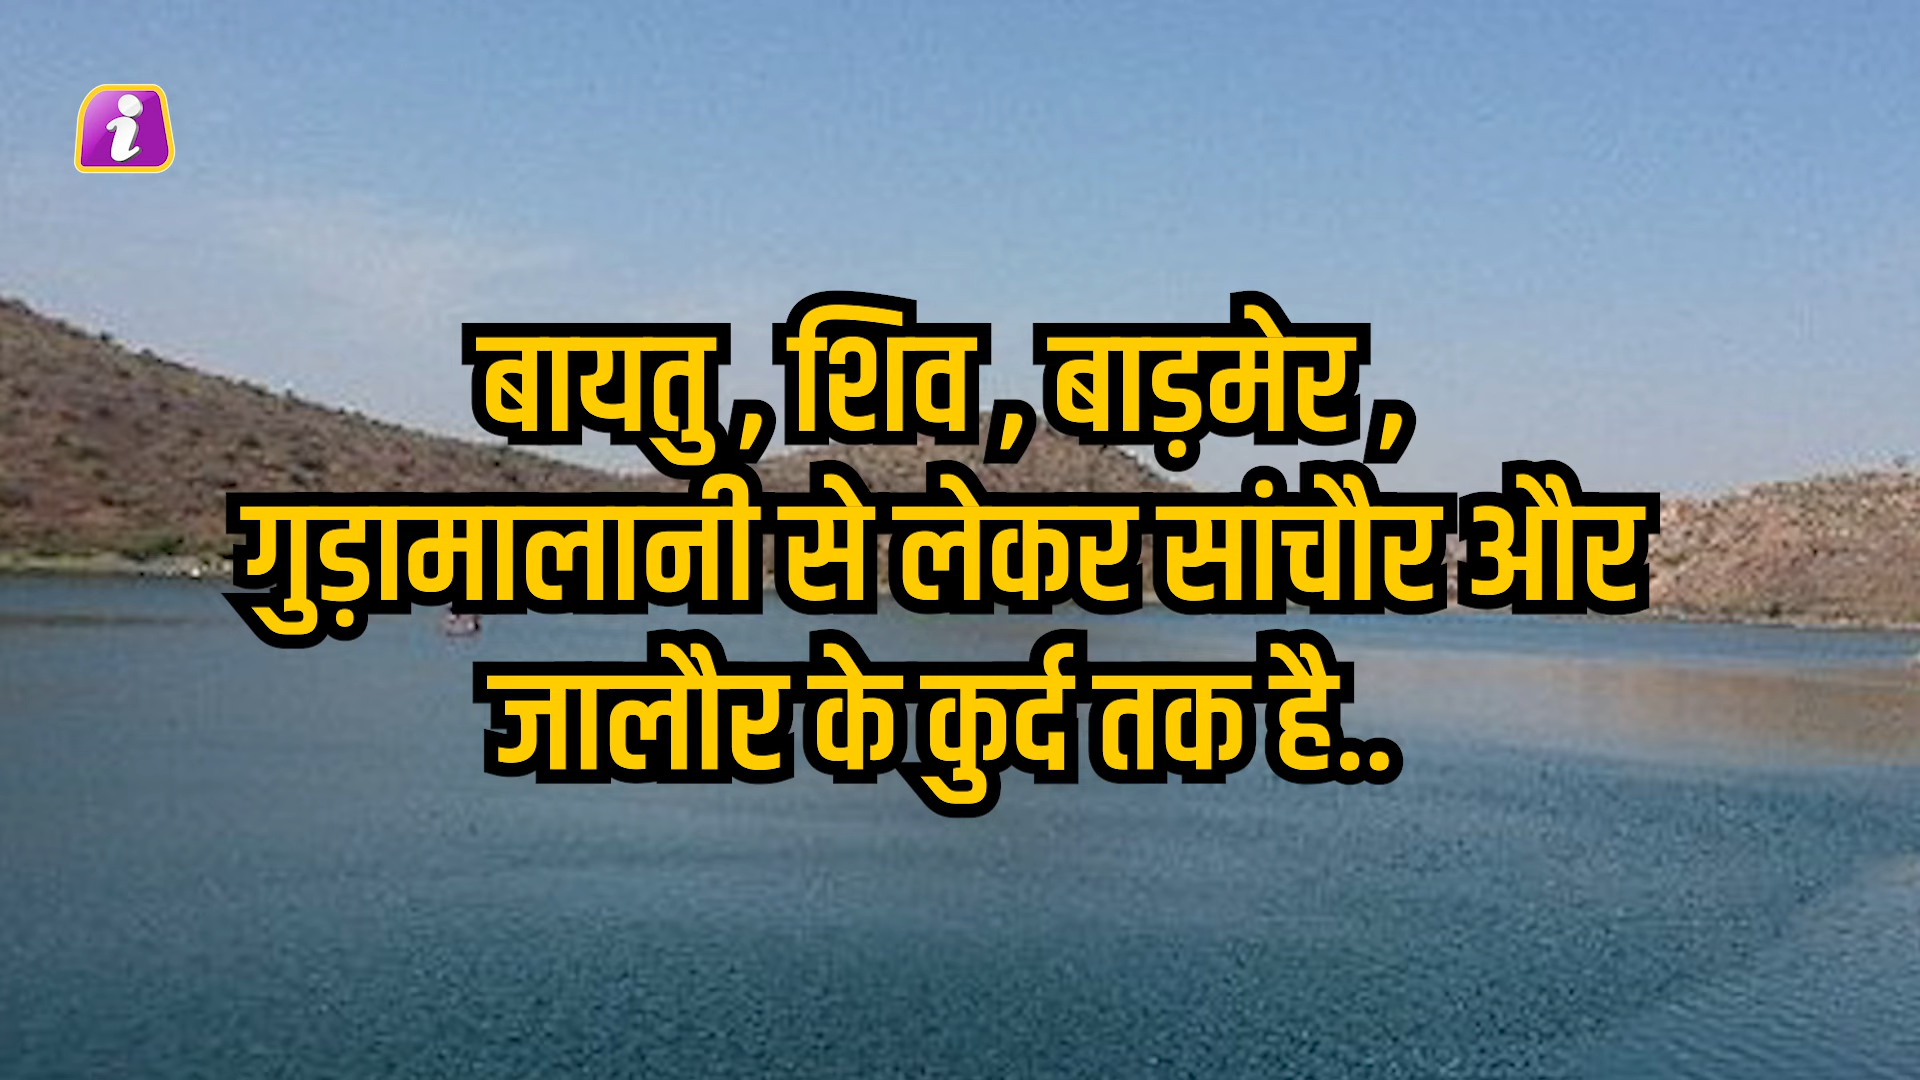 बायतु, शिव, बाड़मेर,
गुड़ामालानी से लेकर सांचौर और
जालौर के कुर्द तक है..